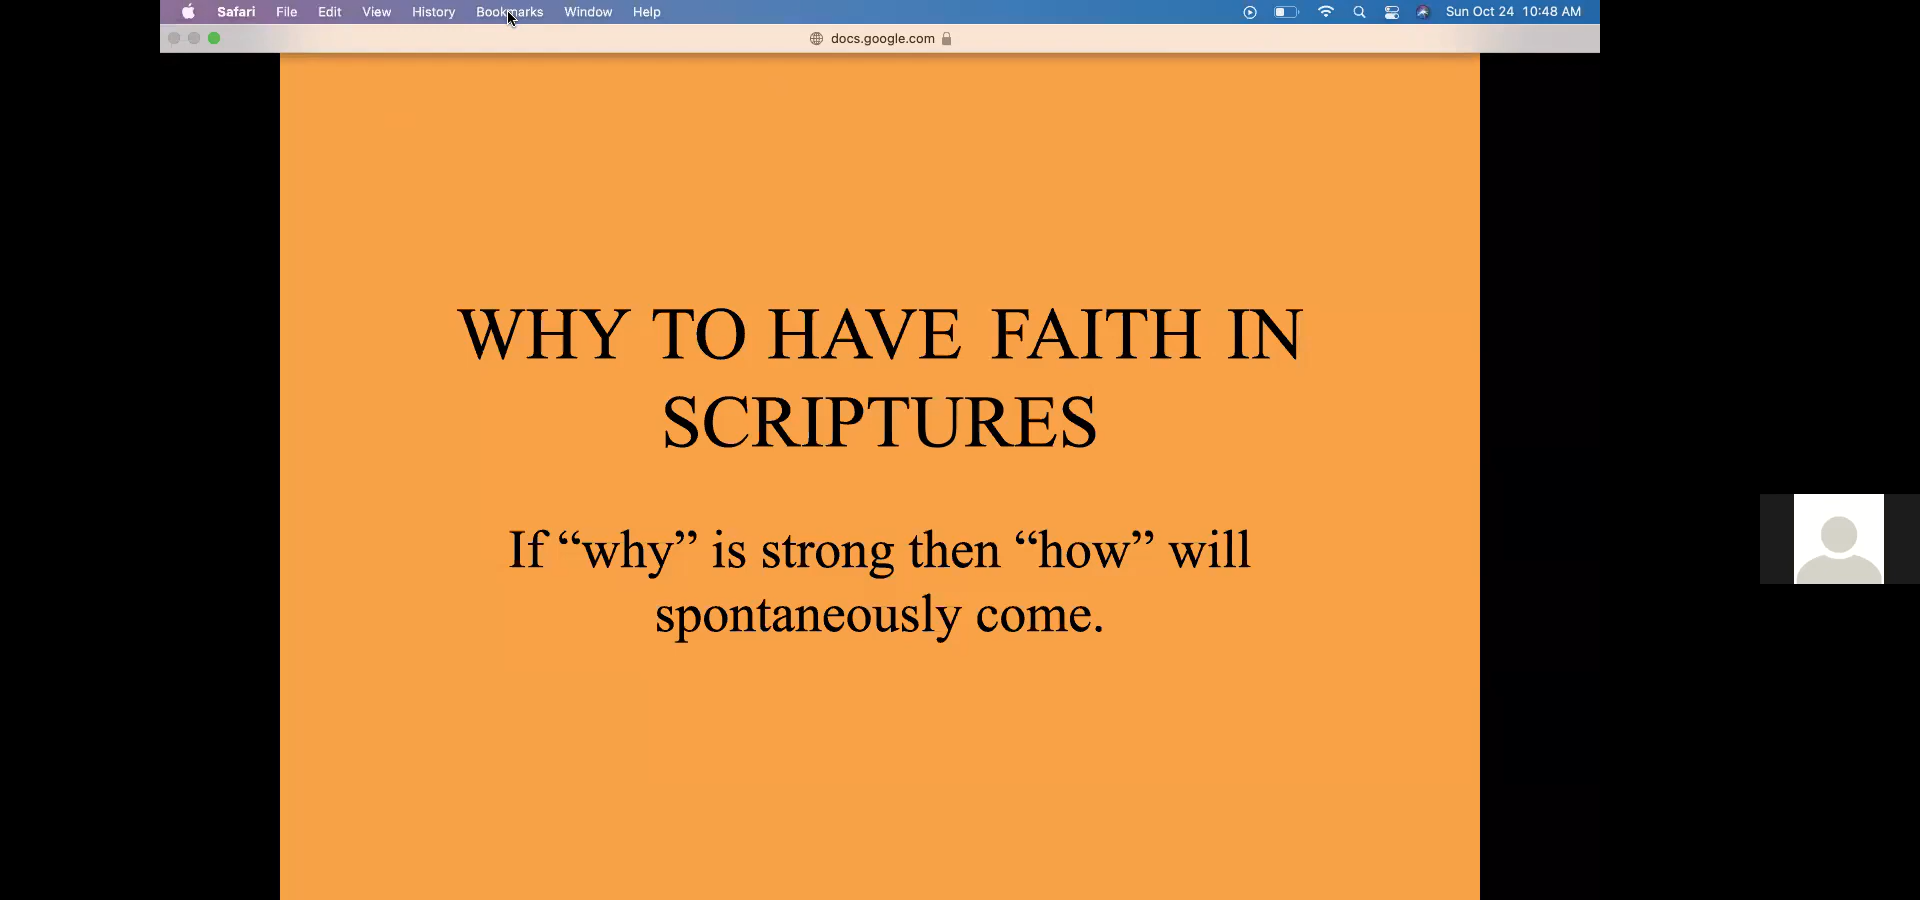 Safari File Edit View History Bookmarks Window Help Sun Oct 24 10:48 AM
docs.google.com
WHY TO HAVE FAITH IN
SCRIPTURES
If “why” is strong then “how” will
spontaneously come.